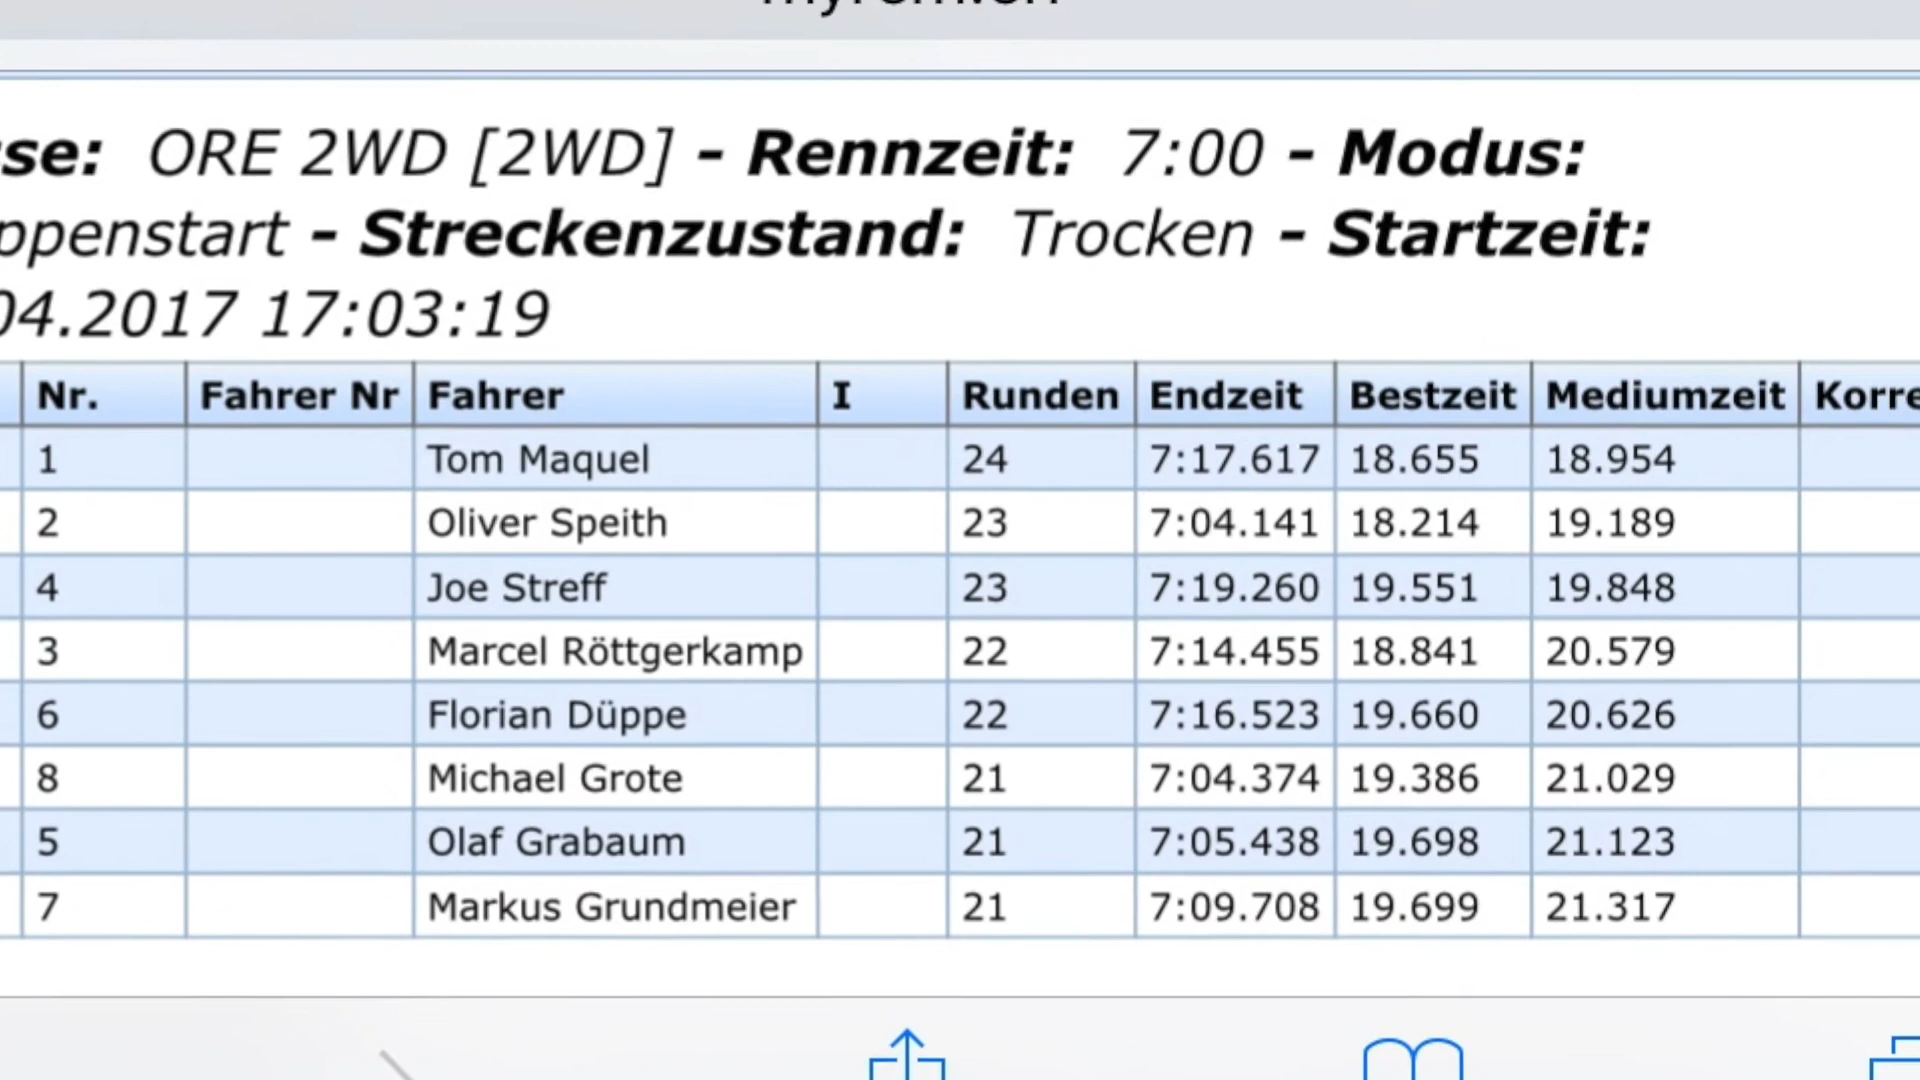 se: ORE 2WD [2WD] - Rennzeit: 7:00 - Modus:
ppenstart - Streckenzustand: Trocken - Startzeit:
04.2017 17:03:19
Nr. Fahrer Nr Fahrer I Runden Endzeit Bestzeit Mediumzeit Korre
1 Tom Maquel 24 7:17.617 18.655 18.954
2 Oliver Speith 23 7:04.141 18.214 19.189
4 Joe Streff 23 7:19.260 19.551 19.848
3 Marcel Röttgerkamp 22 7:14.455 18.841 20.579
6 Florian Düppe 22 7:16.523 19.660 20.626
8 Michael Grote 21 7:04.374 19.386 21.029
5 Olaf Grabaum 21 7:05.438 19.698 21.123
7 Markus Grundmeier 21 7:09.708 19.699 21.317